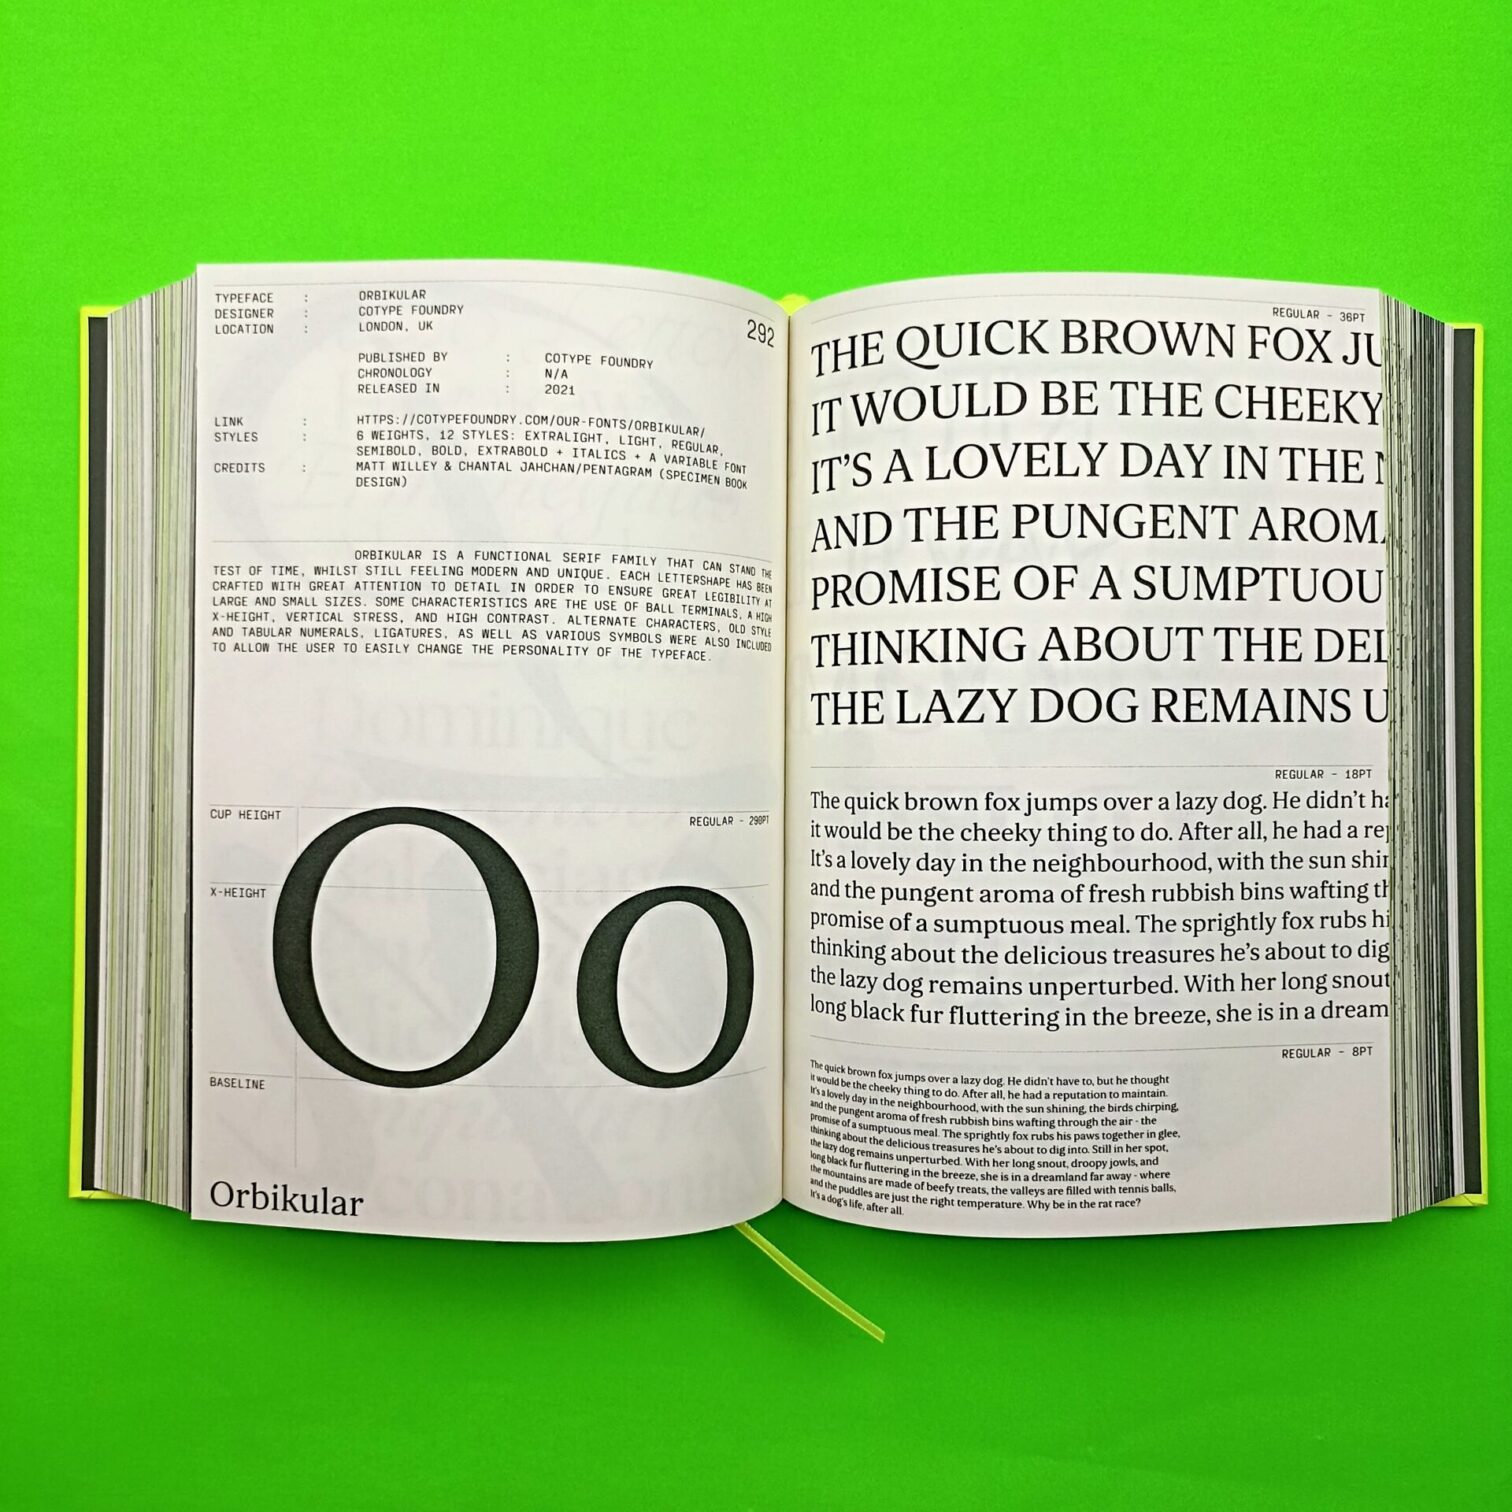 TYPEFACE : ORBIKULAR
DESIGNER : COTYPE FOUNDRY
LOCATION : LONDON, UK
292
PUBLISHED BY : COTYPE FOUNDRY
CHRONOLOGY : N/A
RELEASED IN : 2021
LINK : HTTPS://COTYPEFOUNDRY.COM/OUR-FONTS/ORBIKULAR/
STYLES : 6 WEIGHTS, 12 STYLES: EXTRALIGHT, LIGHT, REGULAR,
SEMIBOLD, BOLD, EXTRABOLD + ITALICS + A VARIABLE FONT
CREDITS : MATT WILLEY & CHANTAL JAHCHAN/PENTAGRAM (SPECIMEN BOOK
DESIGN)
ORBIKULAR IS A FUNCTIONAL SERIF FAMILY THAT CAN STAND THE
TEST OF TIME, WHILST STILL FEELING MODERN AND UNIQUE. EACH LETTERSHAPE HAS BEEN
CRAFTED WITH GREAT ATTENTION TO DETAIL IN ORDER TO ENSURE GREAT LEGIBILITY AT
LARGE AND SMALL SIZES. SOME CHARACTERISTICS ARE THE USE OF BALL TERMINALS, A HIGH
X-HEIGHT, VERTICAL STRESS, AND HIGH CONTRAST. ALTERNATE CHARACTERS, OLD STYLE
AND TABULAR NUMERALS, LIGATURES, AS WELL AS VARIOUS SYMBOLS WERE ALSO INCLUDED
TO ALLOW THE USER TO EASILY CHANGE THE PERSONALITY OF THE TYPEFACE.
CUP HEIGHT
REGULAR - 290PT
X-HEIGHT
Oo
BASELINE
Orbikular
REGULAR - 36PT
THE QUICK BROWN FOX JU
IT WOULD BE THE CHEEKY
IT'S A LOVELY DAY IN THE
AND THE PUNGENT AROMA
PROMISE OF A SUMPTUOU
THINKING ABOUT THE DEL
THE LAZY DOG REMAINS U
REGULAR - 18PT
The quick brown fox jumps over a lazy dog. He didn't ha
it would be the cheeky thing to do. After all, he had a rep
It's a lovely day in the neighbourhood, with the sun shin
and the pungent aroma of fresh rubbish bins wafting th
promise of a sumptuous meal. The sprightly fox rubs hi
thinking about the delicious treasures he's about to dig
the lazy dog remains unperturbed. With her long snout
long black fur fluttering in the breeze, she is in a dream
REGULAR - 8PT
The quick brown fox jumps over a lazy dog. He didn't have to, but he thought
it would be the cheeky thing to do. After all, he had a reputation to maintain.
It's a lovely day in the neighbourhood, with the sun shining, the birds chirping,
and the pungent aroma of fresh rubbish bins wafting through the air - the
promise of a sumptuous meal. The sprightly fox rubs his paws together in glee,
thinking about the delicious treasures he's about to dig into. Still in her spot,
the lazy dog remains unperturbed. With her long snout, droopy jowls, and
long black fur fluttering in the breeze, she is in a dreamland far away - where
the mountains are made of beefy treats, the valleys are filled with tennis balls,
and the puddles are just the right temperature. Why be in the rat race?
It's a dog's life, after all.